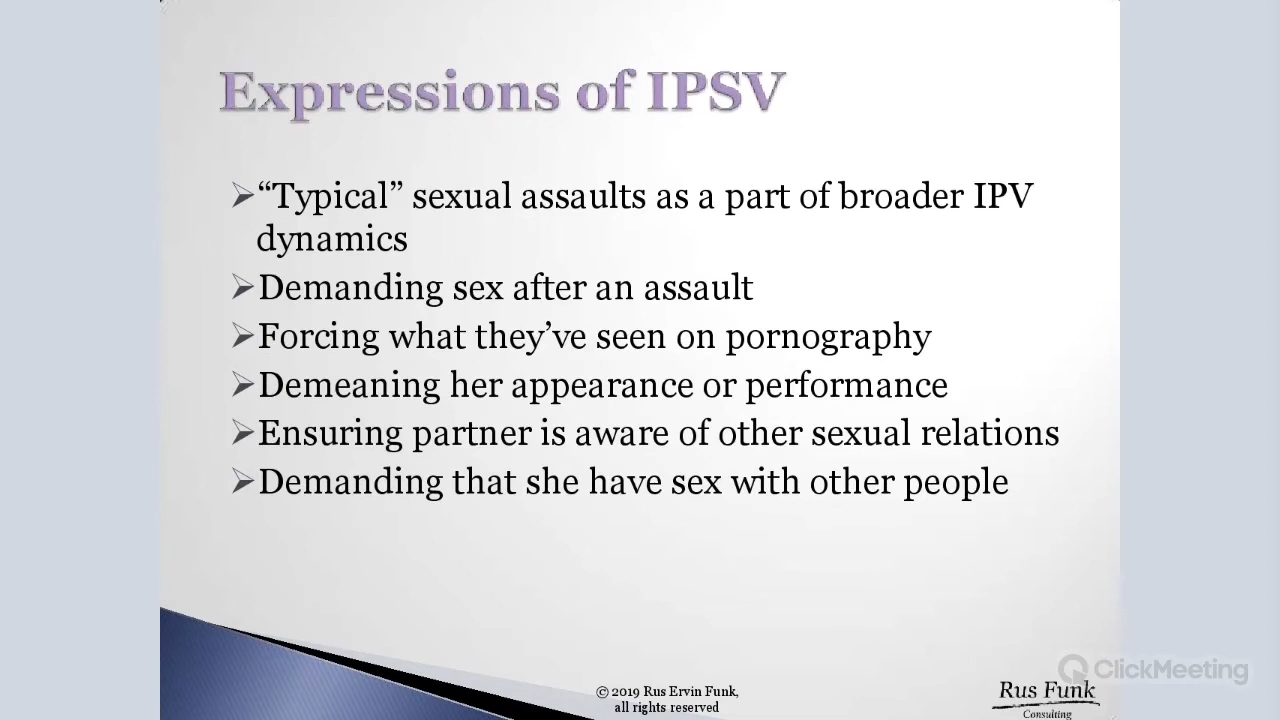 Expressions of IPSV
“Typical” sexual assaults as a part of broader IPV
dynamics
Demanding sex after an assault
Forcing what they’ve seen on pornography
Demeaning her appearance or performance
Ensuring partner is aware of other sexual relations
Demanding that she have sex with other people
ClickMeeting
© 2019 Rus Ervin Funk,
all rights reserved
Rus Funk
Consulting